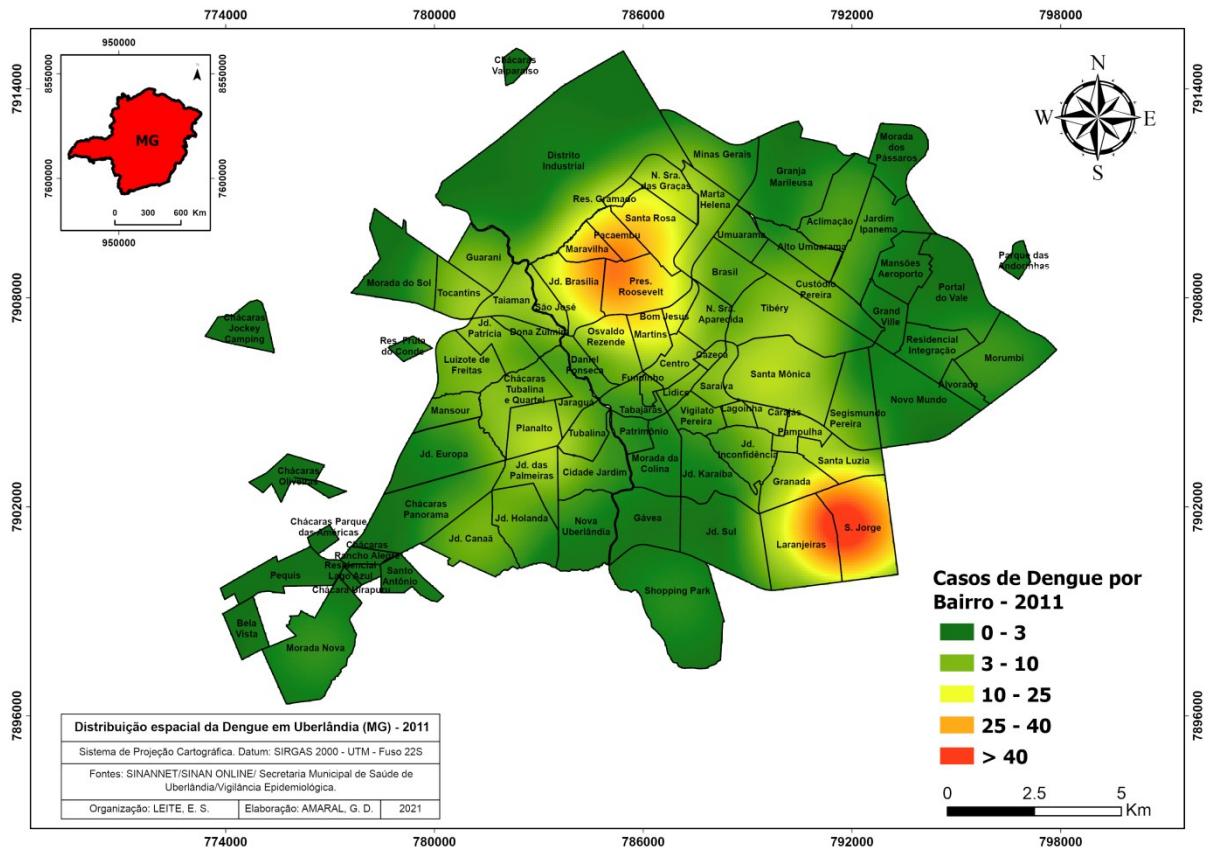 774000 780000 786000 792000 798000
950000
8550000 8550000
7600000 7600000
MG
0 300 600 Km
950000
N
W E
S
7914000 7914000
7908000 7908000
7902000 7902000
7896000 7896000
Chácaras
Valparaíso
Distrito
Industrial
Minas Gerais
Morada
dos
Pássaros
Granja
Marileusa
N. Sra.
das Graças
Res. Gramado
Marta
Helena
Santa Rosa
Aclimação
Jardim
Ipanema
Pacaembu
Umuarama
Alto Umuarama
Maravilha
Guarani
Parque das
Andorinhas
Mansões
Aeroporto
Brasil
Morada do Sol
Jd. Brasília
Pres.
Roosevelt
Custódio
Pereira
Portal
do Vale
Tocantins
Taiaman
São José
N. Sra.
Aparecida
Tibéry
Grand
Ville
Bom Jesus
Chácaras
Jockey
Camping
Jd.
Patrícia
Dona Zulmira
Osvaldo
Rezende
Martins
Residencial
Integração
Res. Fruta
do Conde
Cazeca
Luizote de
Freitas
Daniel
Fonseca
Centro
Morumbi
Santa Mônica
Fundinho
Chácaras
Tubalina
e Quartel
Saraiva
Alvorada
Lídice
Novo Mundo
Mansour
Jaraguá
Tabajaras
Vigilato
Pereira
Lagoinha
Carajás
Segismundo
Pereira
Planalto
Tubalina
Patrimônio
Pampulha
Jd. Europa
Morada da
Colina
Jd.
Inconfidência
Santa Luzia
Chácaras
Oliveiras
Jd. das
Palmeiras
Cidade Jardim
Jd. Karaíba
Granada
Chácaras
Panorama
Chácaras Parque
das Américas
Jd. Holanda
Nova
Uberlândia
Gávea
Jd. Sul
S. Jorge
Laranjeiras
Jd. Canaã
Chácaras
Rancho Alegre
Residencial
Lago Azul
Santo
Antônio
Pequis
Chácara Uirapuru
Shopping Park
Bela
Vista
Morada Nova
Casos de Dengue por
Bairro - 2011
0 - 3
3 - 10
10 - 25
25 - 40
> 40
0 2.5 5
Km
Distribuição espacial da Dengue em Uberlândia (MG) - 2011
Sistema de Projeção Cartográfica. Datum: SIRGAS 2000 - UTM - Fuso 22S
Fontes: SINANNET/SINAN ONLINE/ Secretaria Municipal de Saúde de
Uberlândia/Vigilância Epidemiológica.
Organização: LEITE, E. S. Elaboração: AMARAL, G. D. 2021
774000 780000 786000 792000 798000